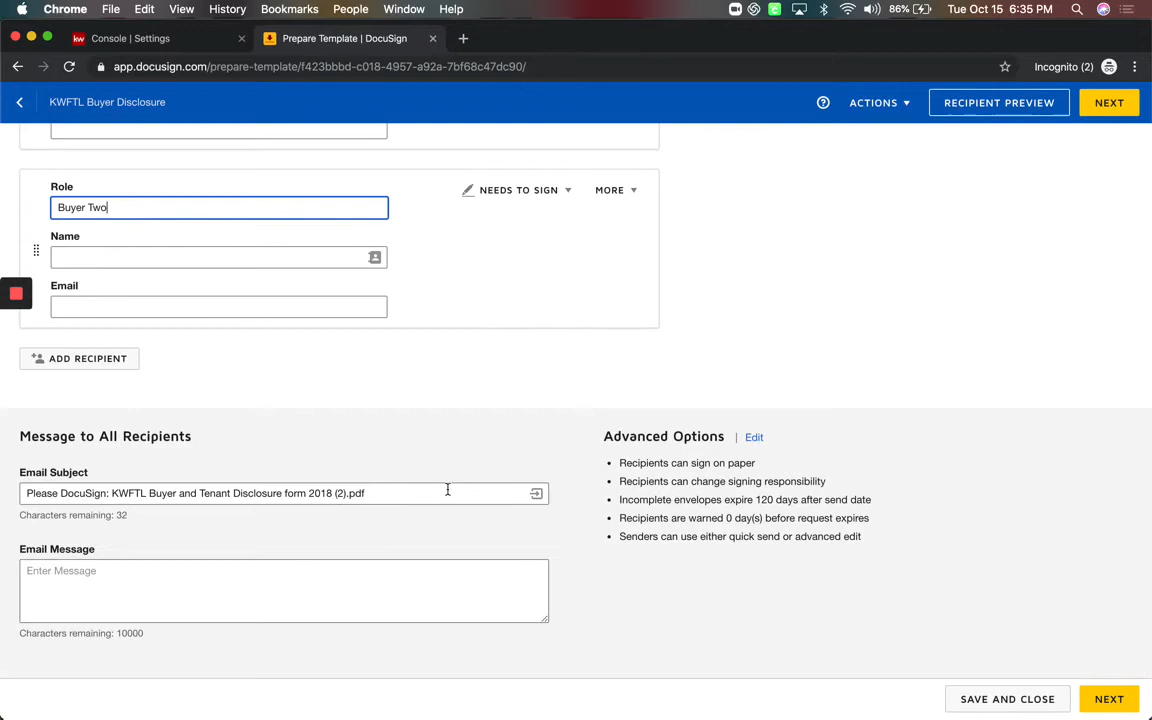 Chrome File Edit View History Bookmarks People Window Help 86% Tue Oct 15 6:35 PM
kw Console | Settings Prepare Template | DocuSign
app.docusign.com/prepare-template/f423bbbd-c018-4957-a92a-7bf68c47dc90/ Incognito (2)
KWFTL Buyer Disclosure ACTIONS RECIPIENT PREVIEW NEXT
Role
NEEDS TO SIGN MORE
Buyer Two
Name
Email
ADD RECIPIENT
Message to All Recipients
Email Subject
Please DocuSign: KWFTL Buyer and Tenant Disclosure form 2018 (2).pdf
Characters remaining: 32
Email Message
Enter Message
Characters remaining: 10000
Advanced Options | Edit
Recipients can sign on paper
Recipients can change signing responsibility
Incomplete envelopes expire 120 days after send date
Recipients are warned 0 day(s) before request expires
Senders can use either quick send or advanced edit
SAVE AND CLOSE NEXT